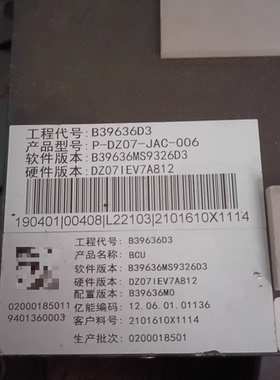 工程代号: B39636D3
产品型号: P-DZ07-JAC-006
软件版本: B39636MS9326D3
硬件版本: DZ07IEV7A812
190401|00408|L22103|2101610X1114
工程代号: B39636D3
产品名称: BCU
软件版本: B39636MS9326D3
硬件版本: DZ07IEV7A812
配置版本: B39636M0
亿能编码: 12.06.01.01136
客户料号: 2101610X1114
生产批次: 0200018501
02000185011
9401360003